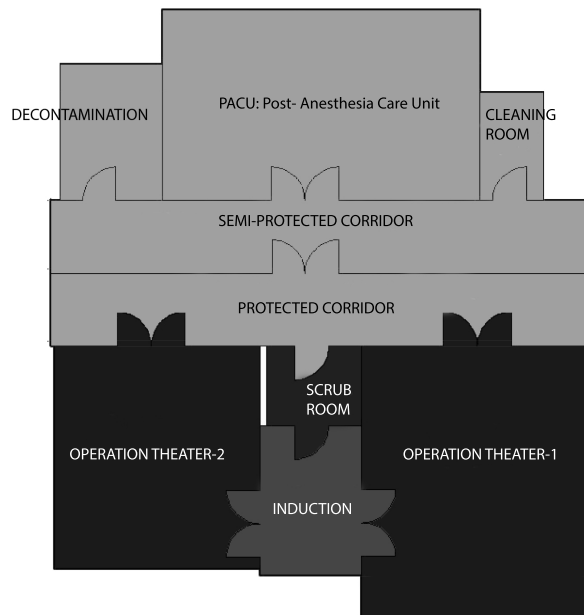 PACU: Post- Anesthesia Care Unit
DECONTAMINATION
CLEANING
ROOM
SEMI-PROTECTED CORRIDOR
PROTECTED CORRIDOR
SCRUB
ROOM
OPERATION THEATER-2
OPERATION THEATER-1
INDUCTION